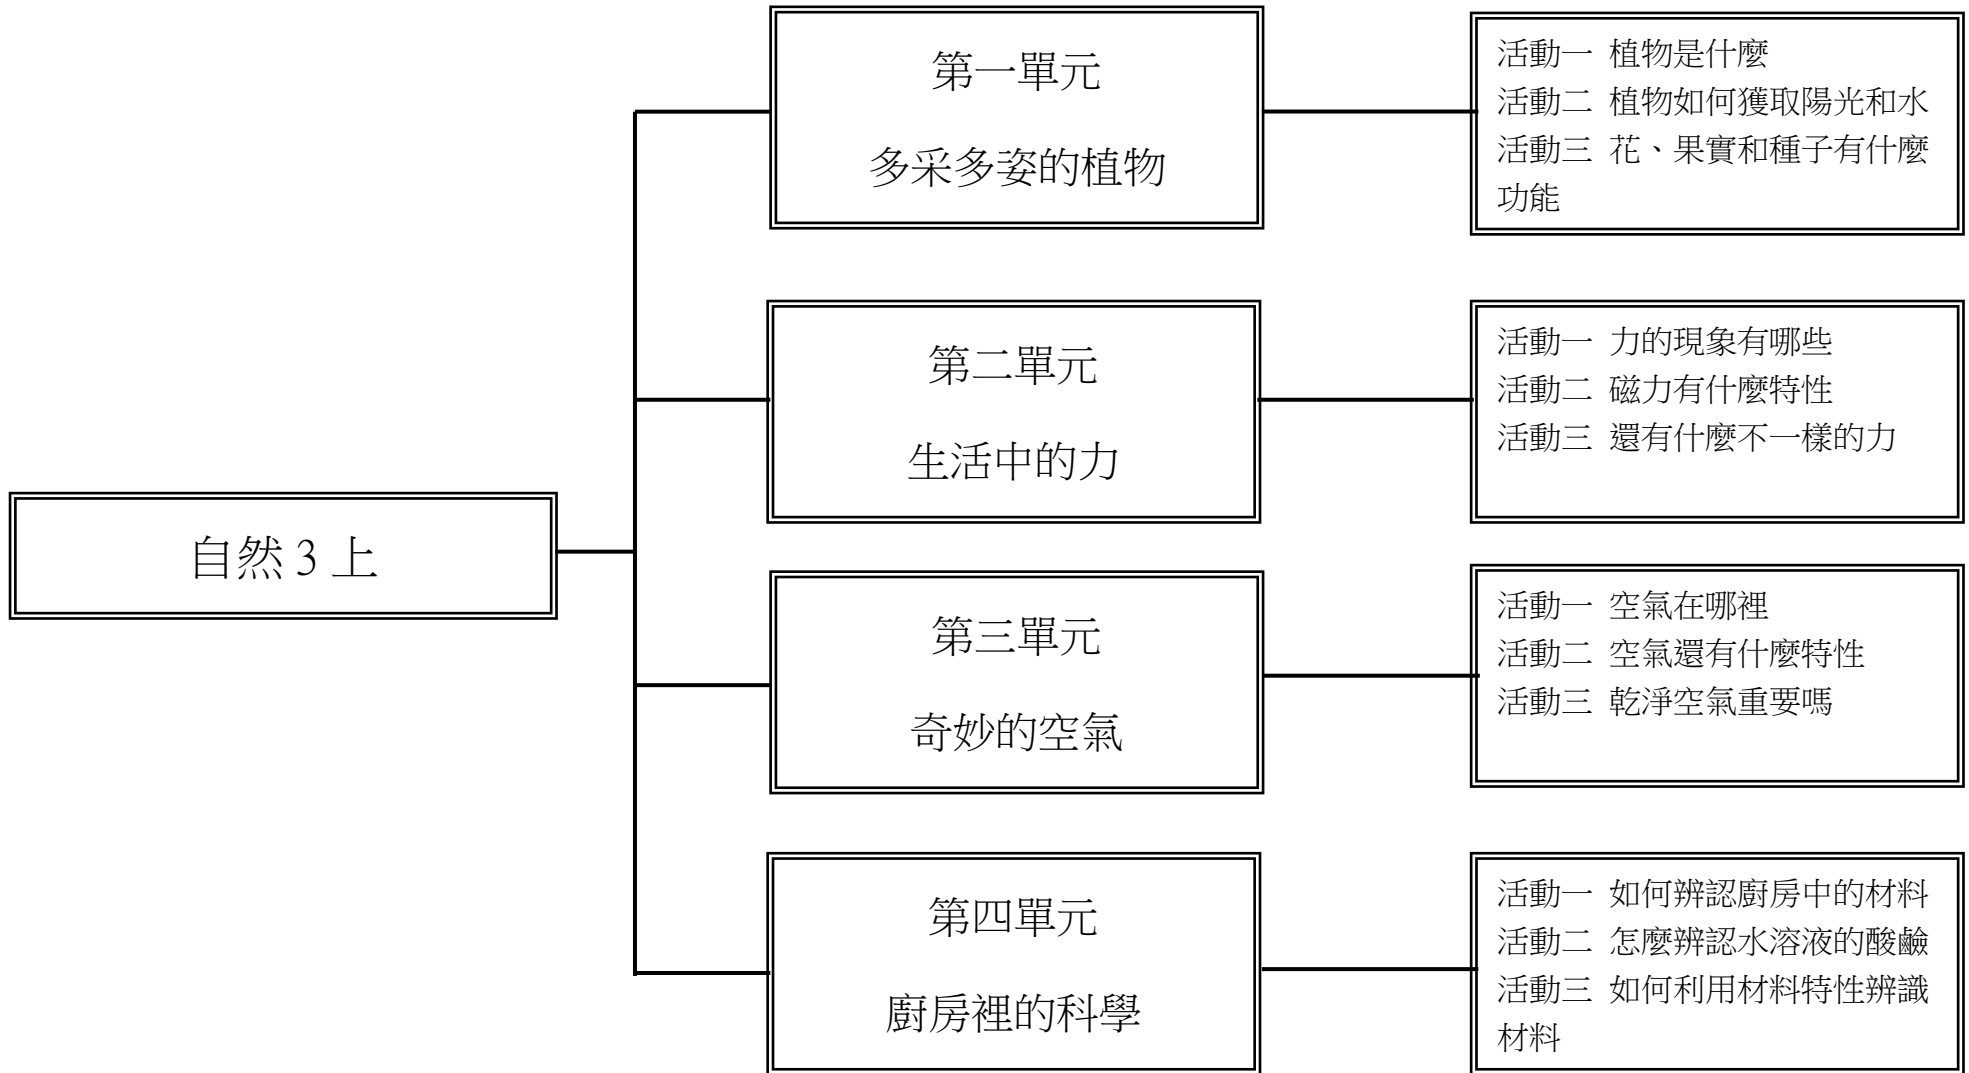 自然 3 上
第一單元
多采多姿的植物
活動一 植物是什麼
活動二 植物如何獲取陽光和水
活動三 花、果實和種子有什麼
功能
第二單元
生活中的力
活動一 力的現象有哪些
活動二 磁力有什麼特性
活動三 還有什麼不一樣的力
第三單元
奇妙的空氣
活動一 空氣在哪裡
活動二 空氣還有什麼特性
活動三 乾淨空氣重要嗎
第四單元
廚房裡的科學
活動一 如何辨認廚房中的材料
活動二 怎麼辨認水溶液的酸鹼
活動三 如何利用材料特性辨識
材料